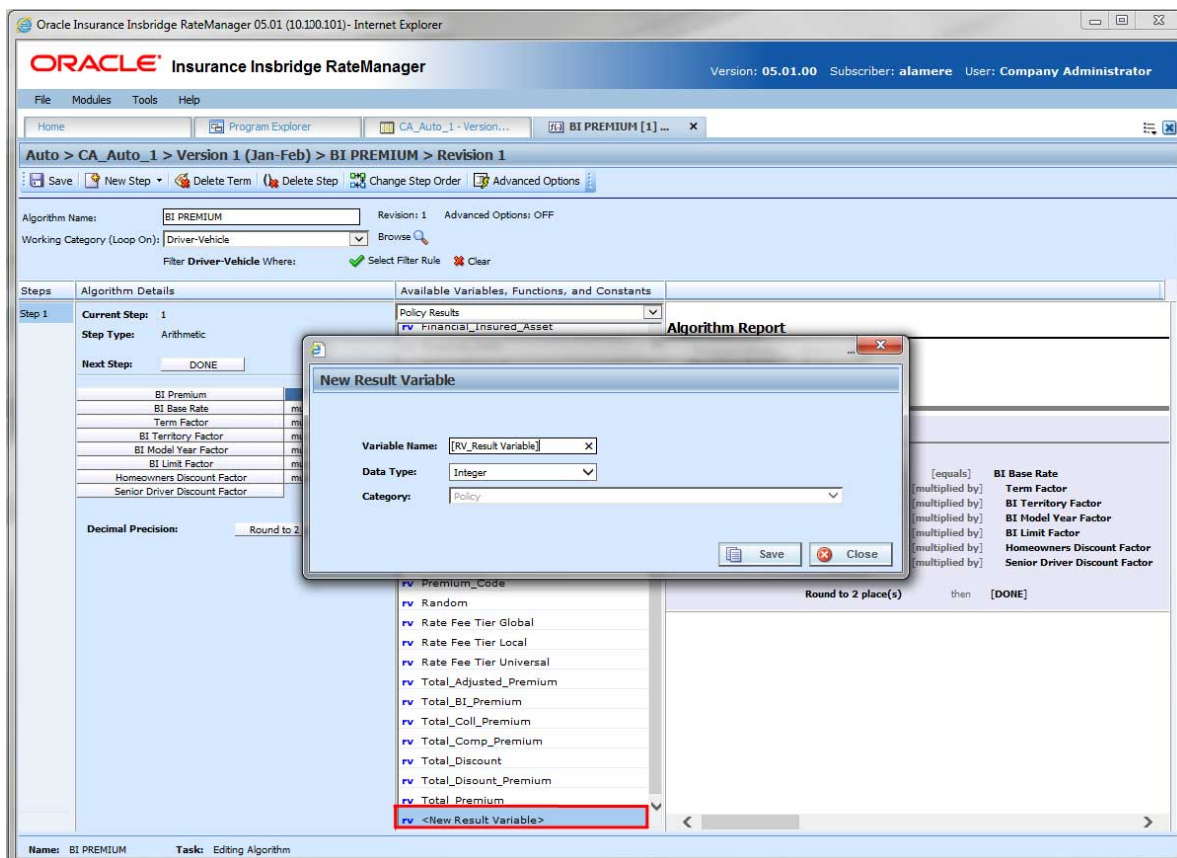 Oracle Insurance Insbridge RateManager 05.01 (10.100.101)- Internet Explorer
ORACLE Insurance Insbridge RateManager
Version: 05.01.00 Subscriber: alamere User: Company Administrator
File Modules Tools Help
Home Program Explorer CA_Auto_1 - Version... BI PREMIUM [1] ...
Auto > CA_Auto_1 > Version 1 (Jan-Feb) > BI PREMIUM > Revision 1
Save New Step Delete Term Delete Step Change Step Order Advanced Options
Algorithm Name: BI PREMIUM Revision: 1 Advanced Options: OFF
Working Category (Loop On): Driver-Vehicle Browse
Filter Driver-Vehicle Where: Select Filter Rule Clear
Steps Algorithm Details Available Variables, Functions, and Constants
Step 1
Current Step: 1
Step Type: Arithmetic
Next Step: DONE
BI Premium
BI Base Rate
Term Factor
BI Territory Factor
BI Model Year Factor
BI Limit Factor
Homeowners Discount Factor
Senior Driver Discount Factor
Decimal Precision: Round to 2
Policy Results
rv Financial_Insured_Asset
New Result Variable
Variable Name: [RV_Result Variable]
Data Type: Integer
Category: Policy
Save Close
rv Premium_Code
rv Random
rv Rate Fee Tier Global
rv Rate Fee Tier Local
rv Rate Fee Tier Universal
rv Total_Adjusted_Premium
rv Total_BI_Premium
rv Total_Coll_Premium
rv Total_Comp_Premium
rv Total_Discount
rv Total_Disount_Premium
rv Total_Premium
rv <New Result Variable>
Algorithm Report
[equals] BI Base Rate
[multiplied by] Term Factor
[multiplied by] BI Territory Factor
[multiplied by] BI Model Year Factor
[multiplied by] BI Limit Factor
[multiplied by] Homeowners Discount Factor
[multiplied by] Senior Driver Discount Factor
Round to 2 place(s) then [DONE]
Name: BI PREMIUM Task: Editing Algorithm